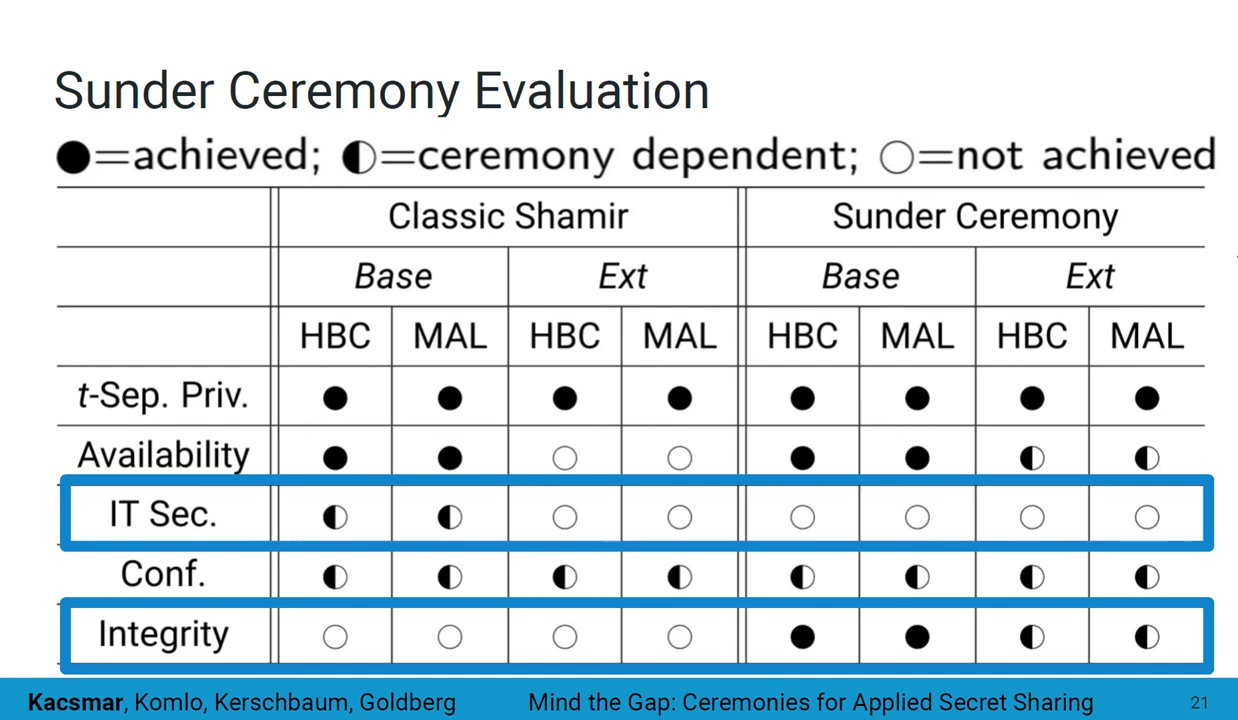 Sunder Ceremony Evaluation
●=achieved; ◐=ceremony dependent; ○=not achieved
Classic Shamir Sunder Ceremony
Base Ext Base Ext
HBC MAL HBC MAL HBC MAL HBC MAL
t-Sep. Priv. ● ● ● ● ● ● ● ●
Availability ● ● ○ ○ ● ● ◐ ◐
IT Sec. ◐ ◐ ○ ○ ○ ○ ○ ○
Conf. ◐ ◐ ◐ ◐ ◐ ◐ ◐ ◐
Integrity ○ ○ ○ ○ ● ● ◐ ◐
Kacsmar, Komlo, Kerschbaum, Goldberg Mind the Gap: Ceremonies for Applied Secret Sharing 21